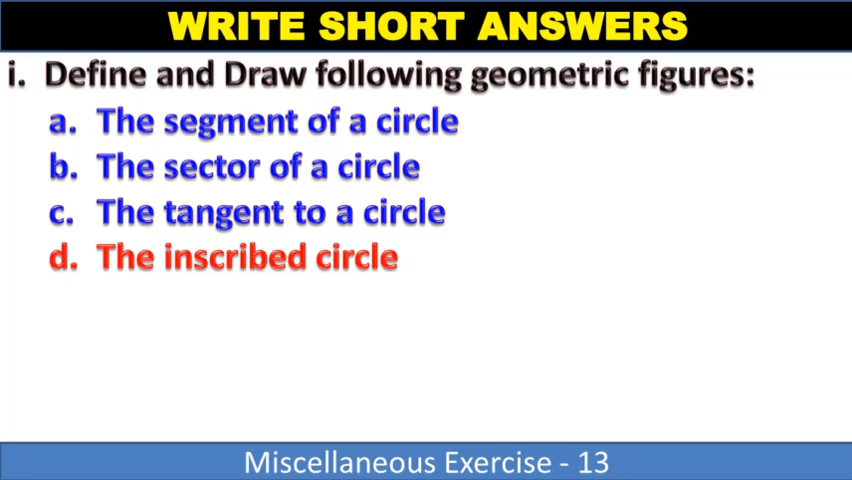 WRITE SHORT ANSWERS
i. Define and Draw following geometric figures:
a. The segment of a circle
b. The sector of a circle
c. The tangent to a circle
d. The inscribed circle
Miscellaneous Exercise - 13